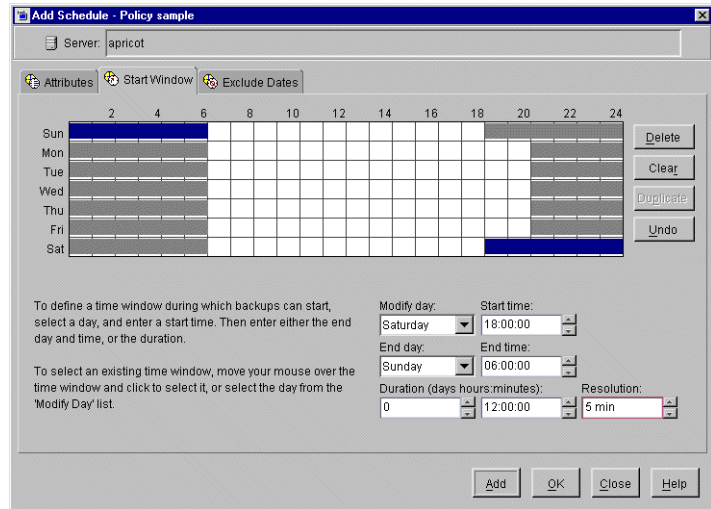 Add Schedule - Policy sample
Server: apricot
Attributes Start Window Exclude Dates
2 4 6 8 10 12 14 16 18 20 22 24
Sun
Mon
Tue
Wed
Thu
Fri
Sat
Delete
Clear
Duplicate
Undo
To define a time window during which backups can start,
select a day, and enter a start time. Then enter either the end
day and time, or the duration.
To select an existing time window, move your mouse over the
time window and click to select it, or select the day from the
'Modify Day' list.
Modify day: Start time:
Saturday 18:00:00
End day: End time:
Sunday 06:00:00
Duration (days hours:minutes): Resolution:
0 12:00:00 5 min
Add OK Close Help